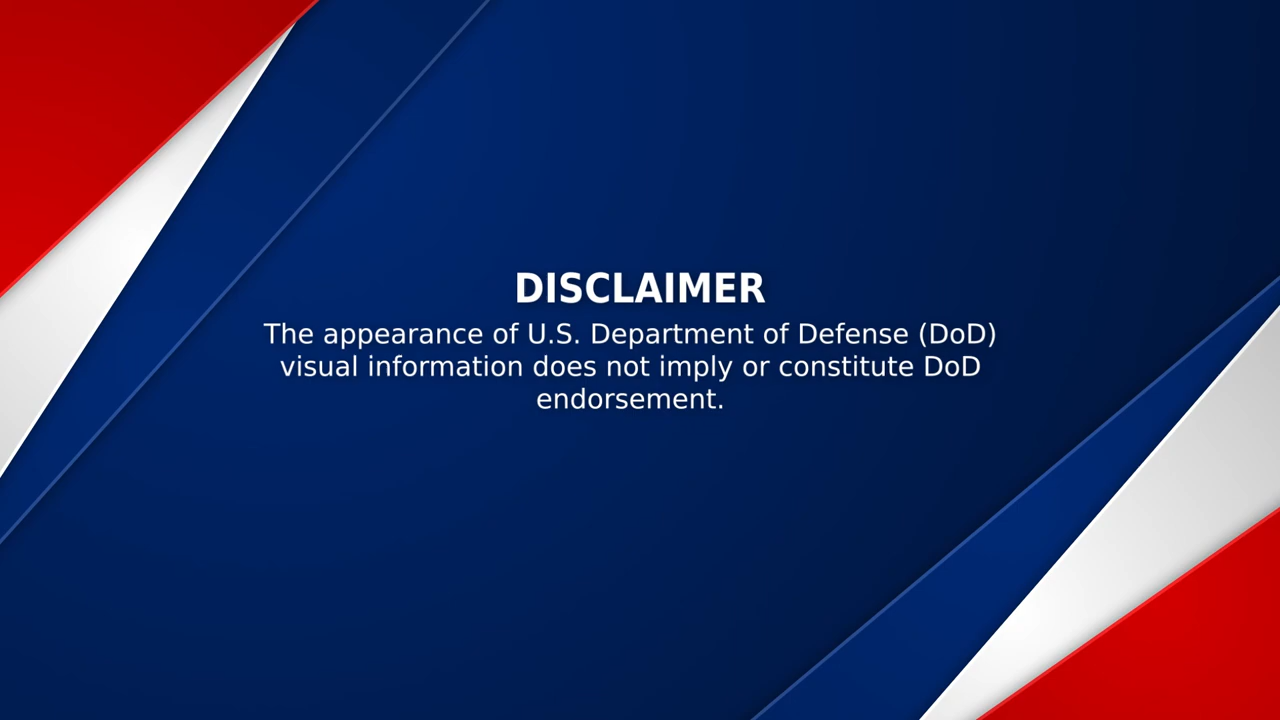 DISCLAIMER
The appearance of U.S. Department of Defense (DoD)
visual information does not imply or constitute DoD
endorsement.